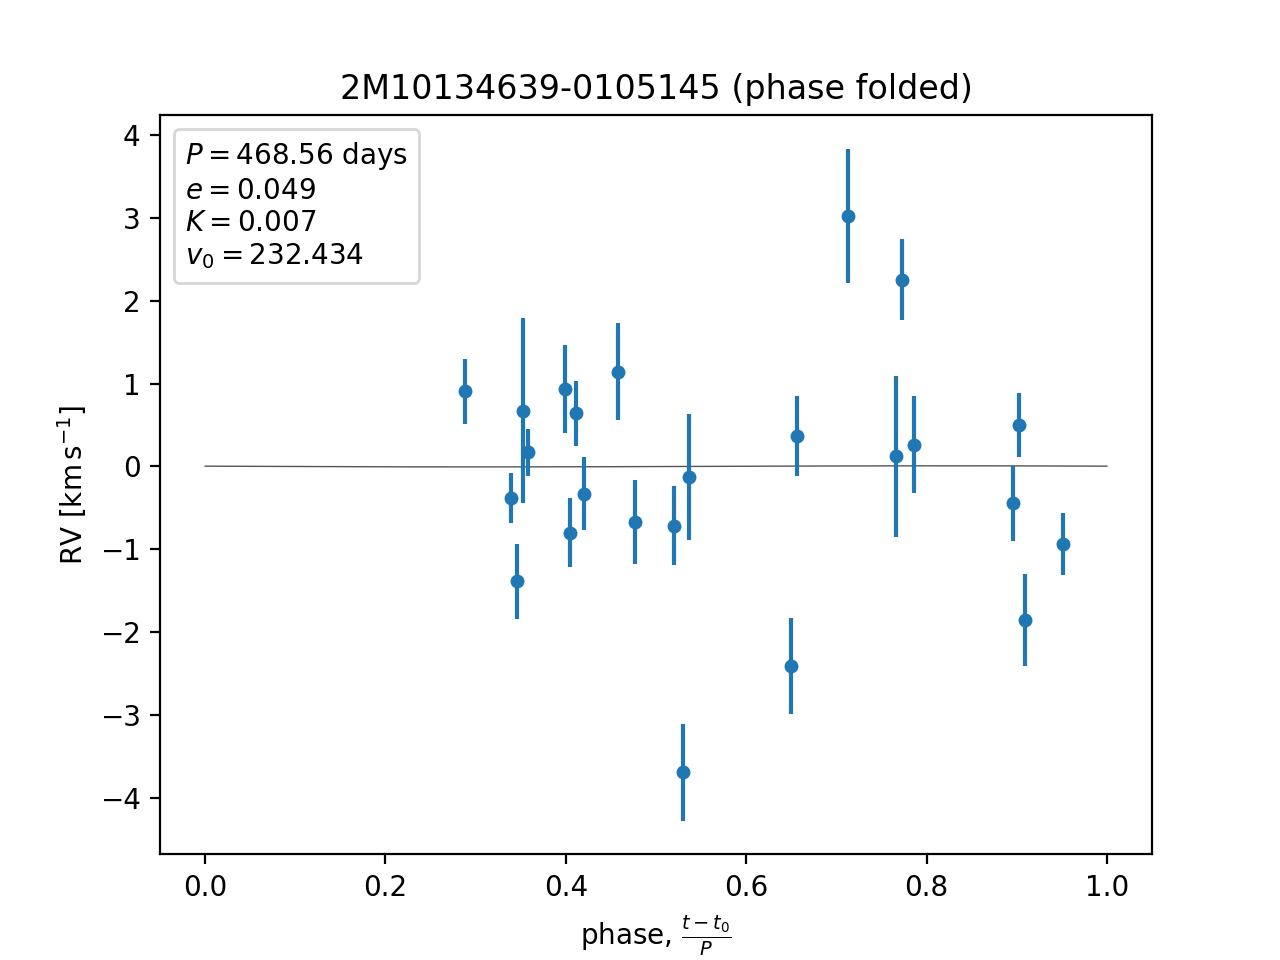 2M10134639-0105145 (phase folded)
P = 468.56 days
e = 0.049
K = 0.007
v₀ = 232.434
4
3
2
1
0
−1
−2
−3
−4
RV [km s⁻¹]
0.0 0.2 0.4 0.6 0.8 1.0
phase, (t − t₀)/P